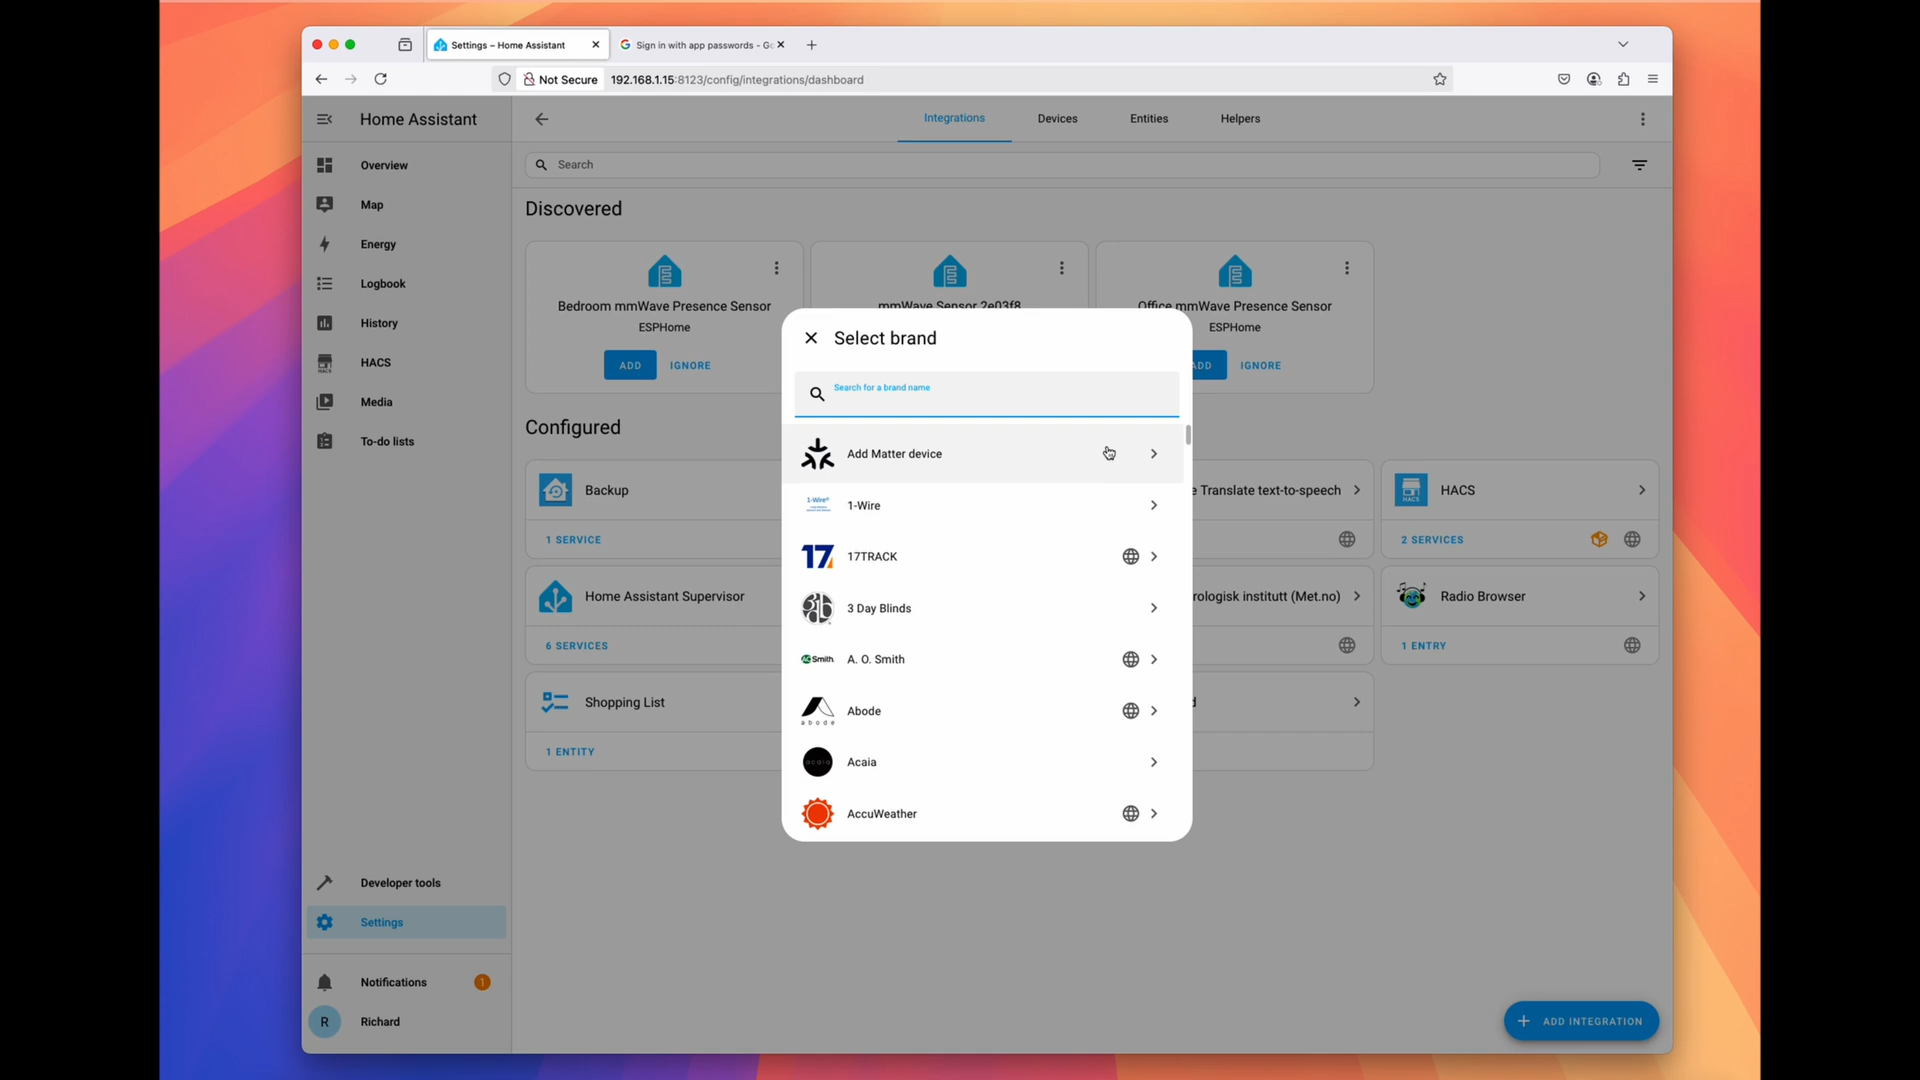 Settings – Home Assistant
Sign in with app passwords - Go
Not Secure
192.168.1.15:8123/config/integrations/dashboard
Home Assistant
Integrations
Devices
Entities
Helpers
Overview
Search
Map
Discovered
Energy
Logbook
Bedroom mmWave Presence Sensor
mmWave Sensor 2e03f8
Office mmWave Presence Sensor
ESPHome
ESPHome
History
Select brand
HACS
ADD
IGNORE
ADD
IGNORE
Search for a brand name
Media
Configured
To-do lists
Add Matter device
Backup
e Translate text-to-speech
HACS
1-Wire
1 SERVICE
2 SERVICES
17TRACK
Home Assistant Supervisor
rologisk institutt (Met.no)
Radio Browser
3 Day Blinds
6 SERVICES
1 ENTRY
A. O. Smith
Shopping List
Abode
1 ENTITY
Acaia
AccuWeather
Developer tools
Settings
Notifications
1
R
Richard
ADD INTEGRATION